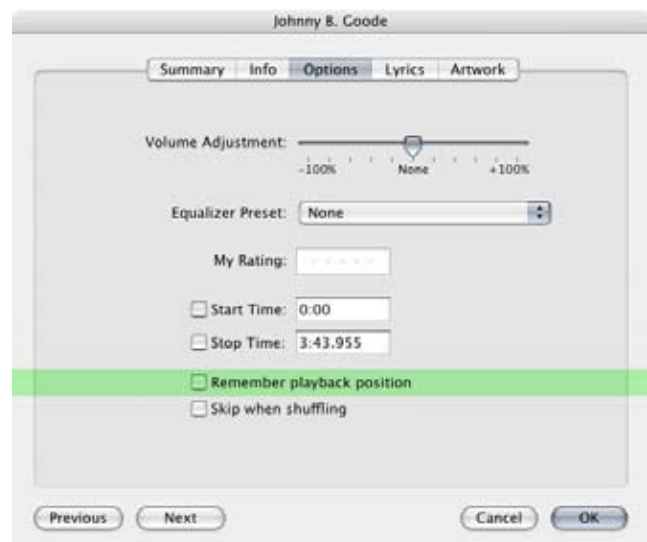 Johnny B. Goode
Summary Info Options Lyrics Artwork
Volume Adjustment:
-100% None +100%
Equalizer Preset: None
My Rating:
Start Time: 0:00
Stop Time: 3:43.955
Remember playback position
Skip when shuffling
Previous Next Cancel OK